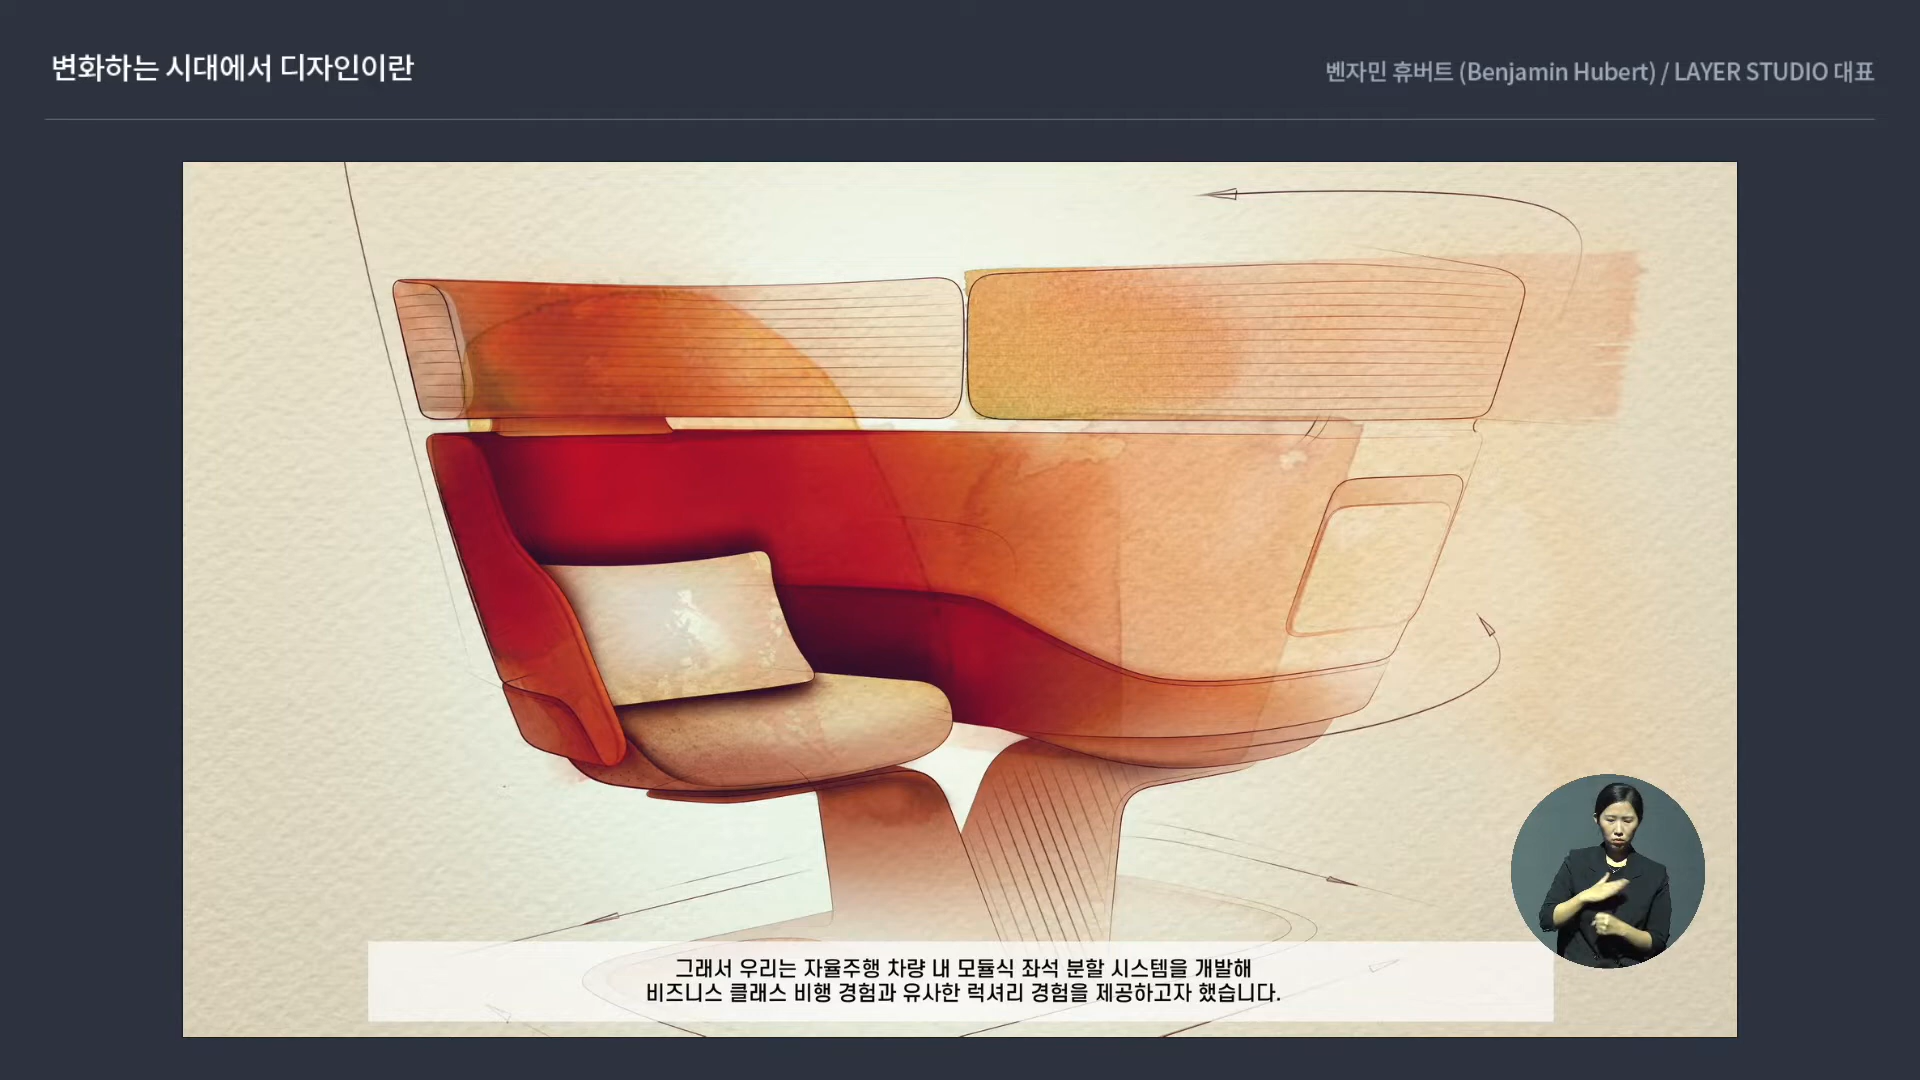 변화하는 시대에서 디자인이란
벤자민 휴버트 (Benjamin Hubert) / LAYER STUDIO 대표
그래서 우리는 자율주행 차량 내 모듈식 좌석 분할 시스템을 개발해
비즈니스 클래스 비행 경험과 유사한 럭셔리 경험을 제공하고자 했습니다.